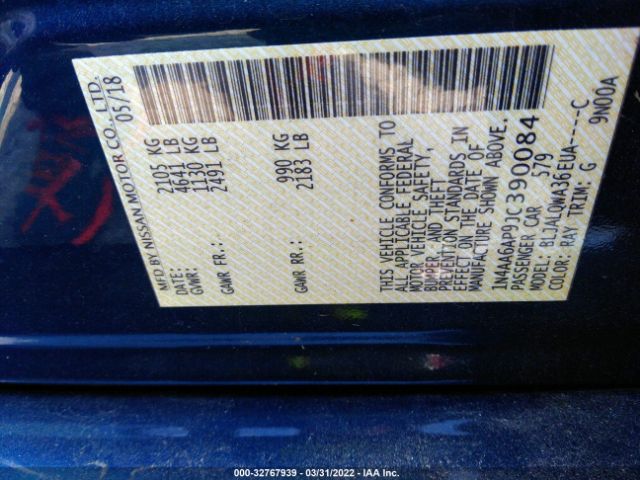 MFD BY NISSAN MOTOR CO., LTD.
DATE: 05/18
GVWR: 2105 KG
4641 LB
GAWR FR.: 1130 KG
2491 LB
GAWR RR.: 990 KG
2183 LB
THIS VEHICLE CONFORMS TO
ALL APPLICABLE FEDERAL
MOTOR VEHICLE SAFETY,
BUMPER, AND THEFT
PREVENTION STANDARDS IN
EFFECT ON THE DATE OF
MANUFACTURE SHOWN ABOVE.
1N4AA6AP9JC390084
PASSENGER CAR 579
MODEL: BLJALQWA36EUA----C
COLOR: RAY TRIM: G 9N00A
000-32767939 - 03/31/2022 - IAA Inc.